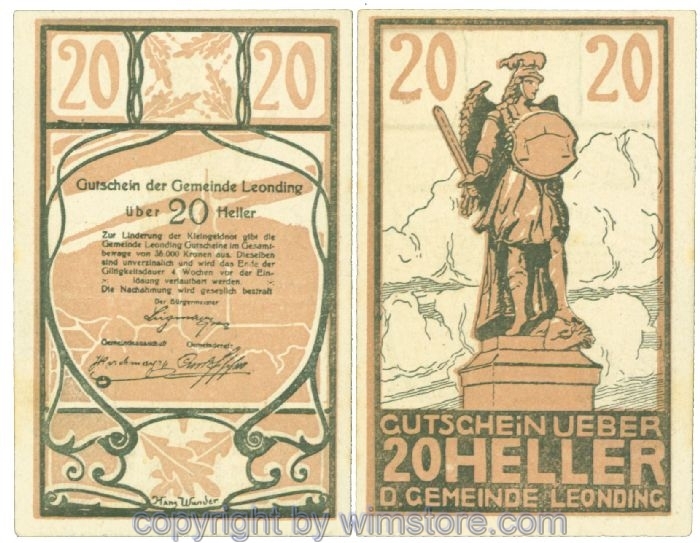 20 20
Gutschein der Gemeinde Leonding
über 20 Heller
Zur Linderung der Kleingeldnot gibt die
Gemeinde Leonding Gutscheine im Gesamt-
betrage von 36.000 Kronen aus. Dieselben
sind unverzinslich und wird das Ende der
Giltigkeitsdauer 4 Wochen vor der Ein-
lösung verlautbart werden.
Die Nachahmung wird gesetzlich bestraft
Der Bürgermeister
Gemeindeausschuß Gemeinderat:
Hans Wunder
20 20
GUTSCHEIN UEBER
20 HELLER
D. GEMEINDE LEONDING
copyright by wimstore.com